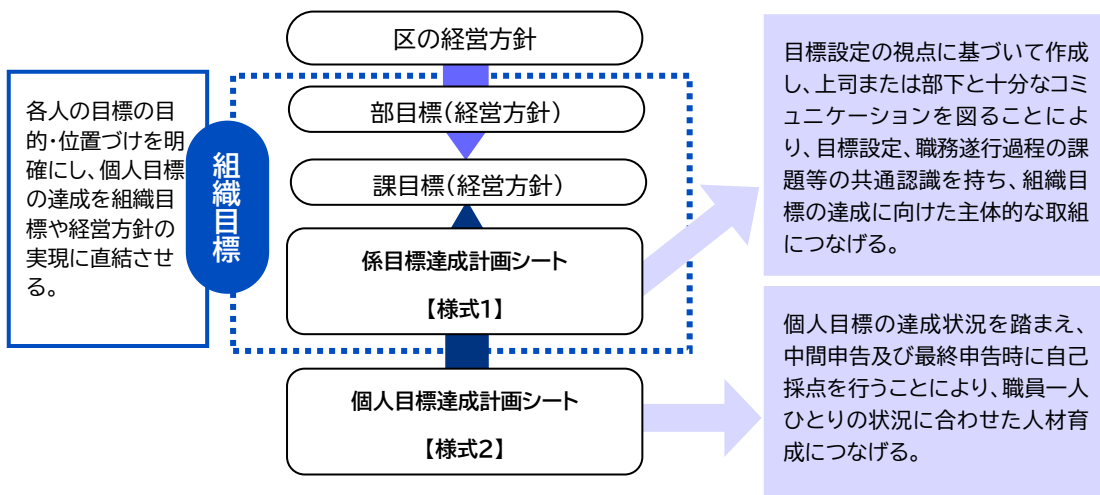 区の経営方針
部目標(経営方針)
課目標(経営方針)
係目標達成計画シート
【様式1】
個人目標達成計画シート
【様式2】
各人の目標の目
的・位置づけを明
確にし、個人目標
の達成を組織目
標や経営方針の
実現に直結させ
る。
組織目標
目標設定の視点に基づいて作成
し、上司または部下と十分なコミ
ュニケーションを図ることによ
り、目標設定、職務遂行過程の課
題等の共通認識を持ち、組織目
標の達成に向けた主体的な取組
につなげる。
個人目標の達成状況を踏まえ、
中間申告及び最終申告時に自己
採点を行うことにより、職員一人
ひとりの状況に合わせた人材育
成につなげる。